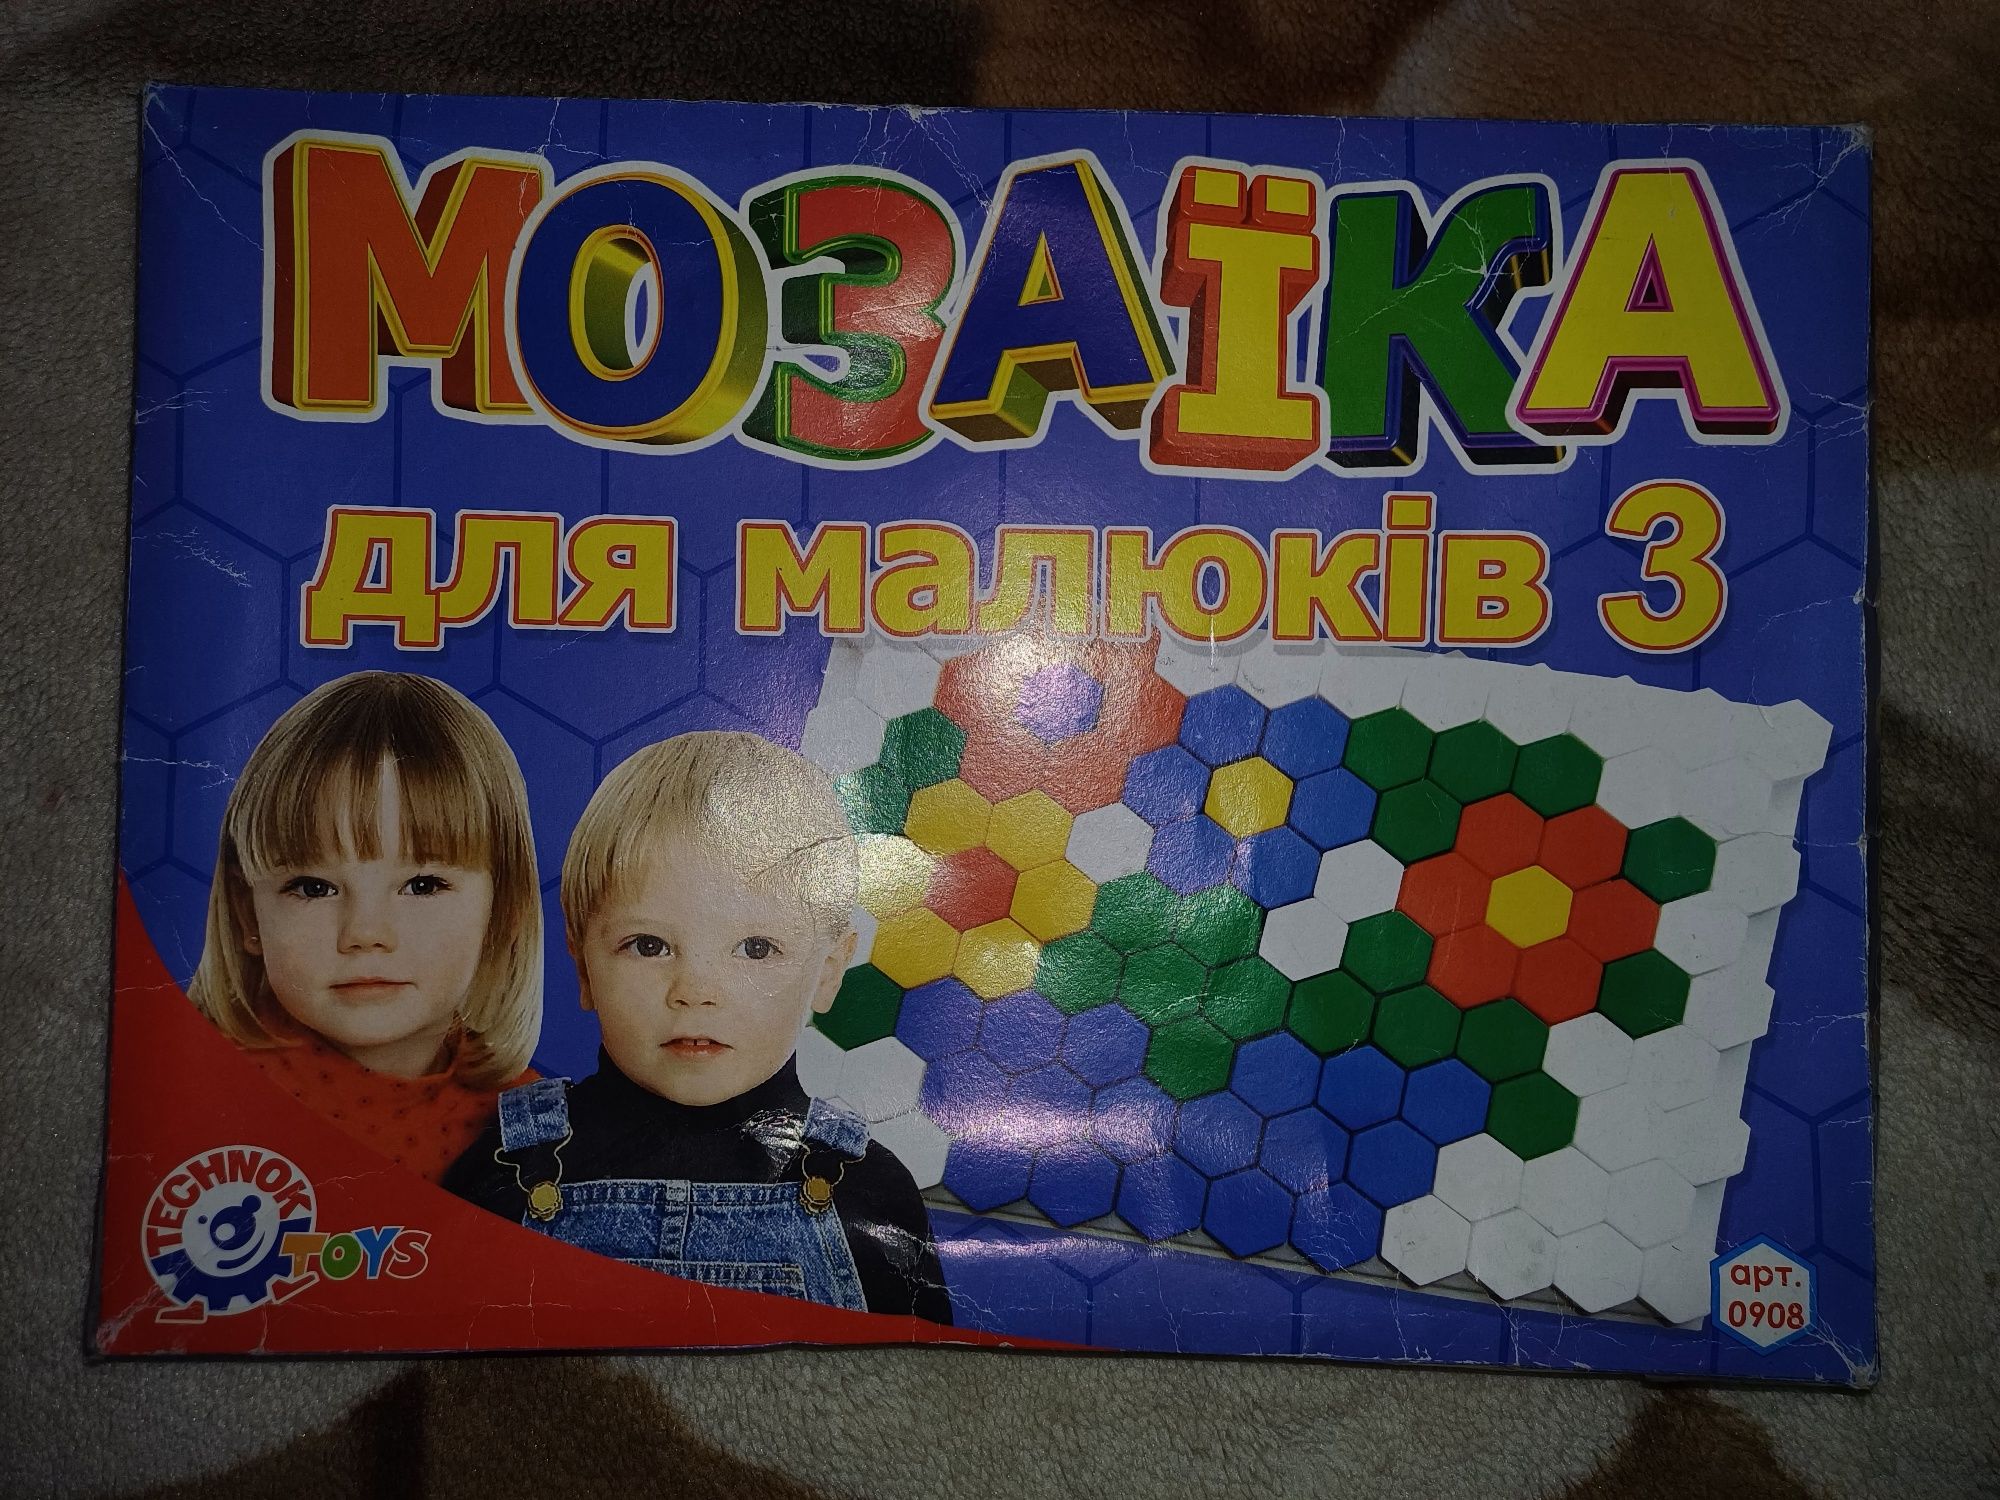 МОЗАЇКА
для малюків 3
TECHNOK
TOYS
арт.
0908